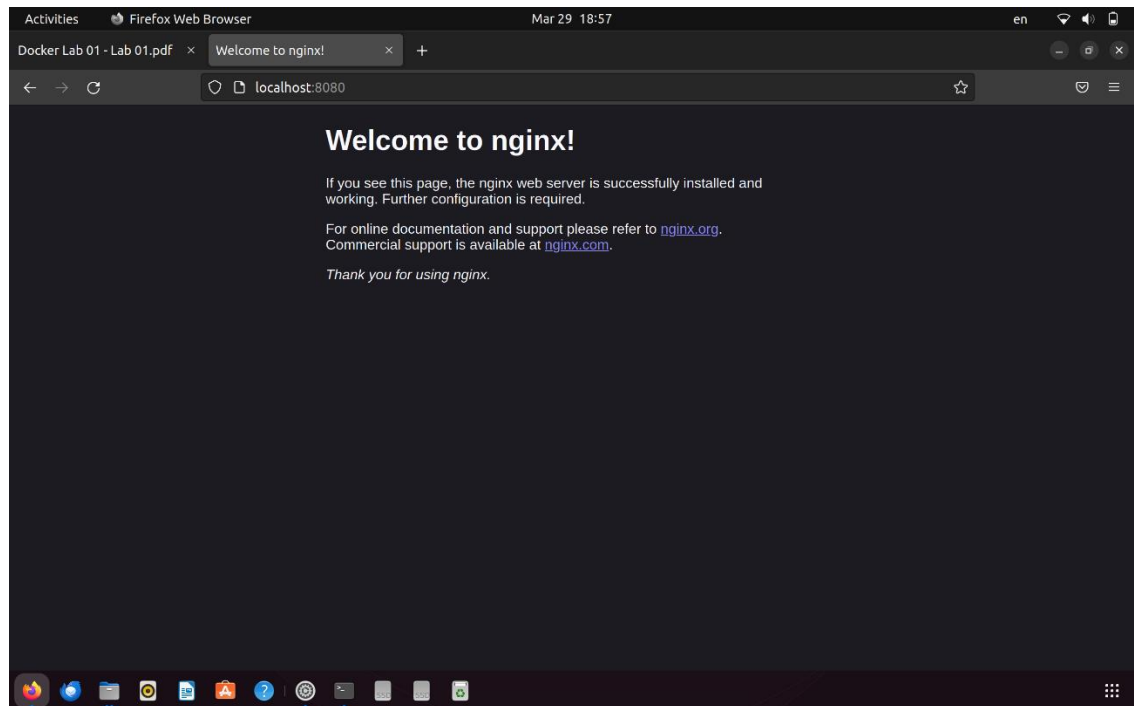 Activities Firefox Web Browser Mar 29 18:57 en
Docker Lab 01 - Lab 01.pdf × Welcome to nginx! × +
localhost:8080
Welcome to nginx!
If you see this page, the nginx web server is successfully installed and
working. Further configuration is required.
For online documentation and support please refer to nginx.org.
Commercial support is available at nginx.com.
Thank you for using nginx.